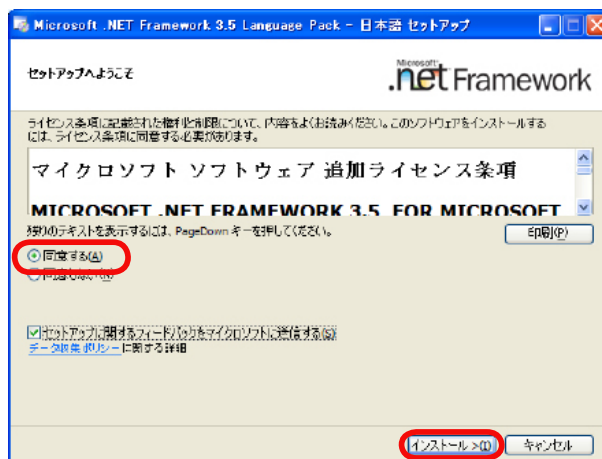 Microsoft .NET Framework 3.5 Language Pack - 日本語 セットアップ
セットアップへようこそ
Microsoft .net Framework
ライセンス条項に記載された権利と制限について、内容をよくお読みください。このソフトウェアをインストールする
には、ライセンス条項に同意する必要があります。
マイクロソフト ソフトウェア 追加ライセンス条項
MICROSOFT .NET FRAMEWORK 3.5 FOR MICROSOFT
残りのテキストを表示するには、PageDown キーを押してください。
印刷(P)
同意する(A)
同意しない(N)
セットアップに関するフィードバックをマイクロソフトに送信する(S)
データ収集ポリシーに関する詳細
インストール >(I)
キャンセル